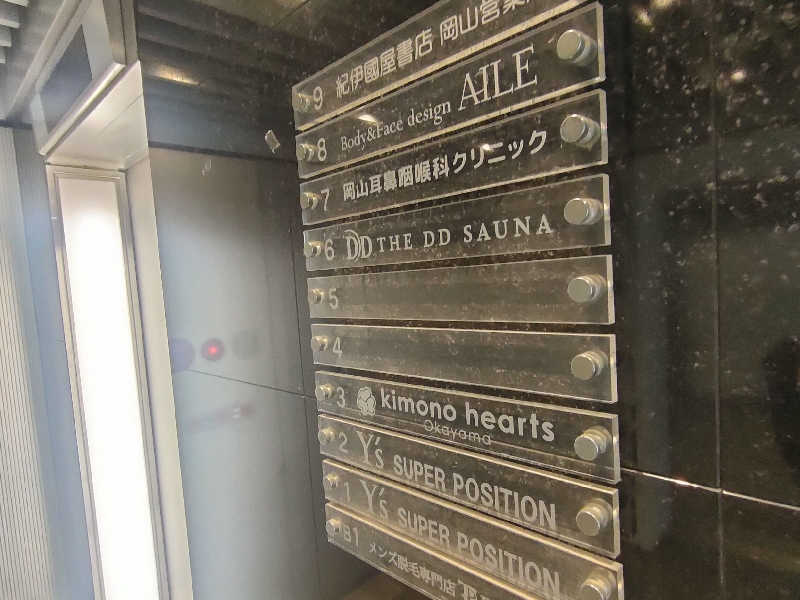 9 紀伊國屋書店 岡山営業
8 Body&Face design AILE
7 岡山耳鼻咽喉科クリニック
6 DD THE DD SAUNA
5
4
3 kimono hearts
Okayama
2 Y's SUPER POSITION
1 Y's SUPER POSITION
B1 メンズ脱毛専門店